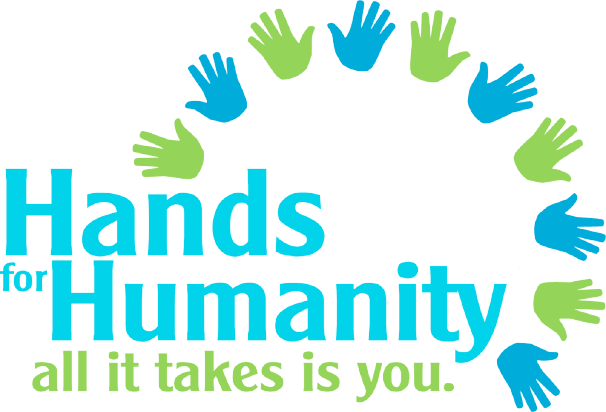 Hands
for Humanity
all it takes is you.